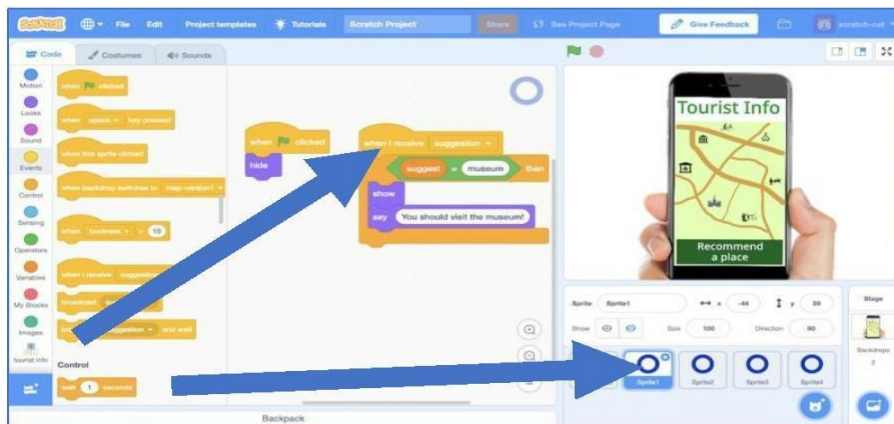 SCRATCH File Edit Project templates Tutorials Scratch Project Share See Project Page Give Feedback scratch-cat
Code Costumes Sounds
Motion
Looks
Sound
Events
Control
Sensing
Operators
Variables
My Blocks
Images
tourist info
when clicked
when space key pressed
when this sprite clicked
when backdrop switches to map-version1
when loudness > 10
when I receive suggestion
broadcast
suggestion and wait
Control
wait 1 seconds
when clicked
hide
when I receive suggestion
suggest = museum then
show
say You should visit the museum!
Tourist Info
Recommend
a place
Sprite Sprite1 x -44 y 59
Show Size 100 Direction 90
Sprite1 Sprite2 Sprite3 Sprite4
Stage
Backdrops
2
Backpack